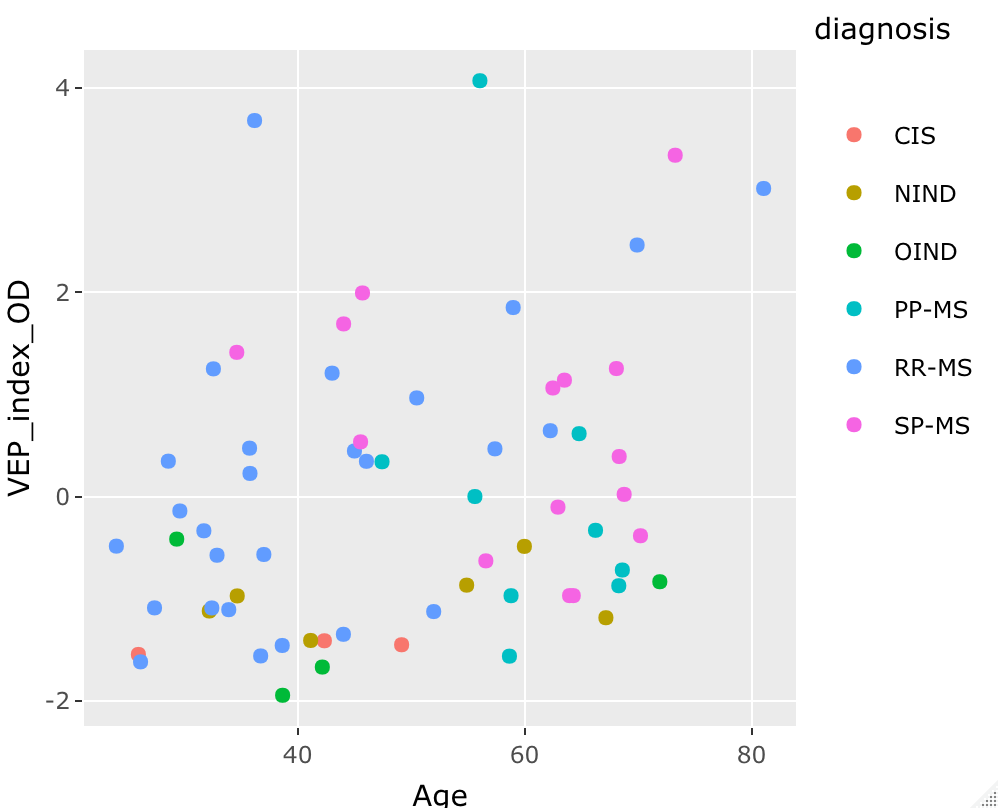 diagnosis
CIS
NIND
OIND
PP-MS
RR-MS
SP-MS
VEP_index_OD
4
2
0
-2
40
60
80
Age